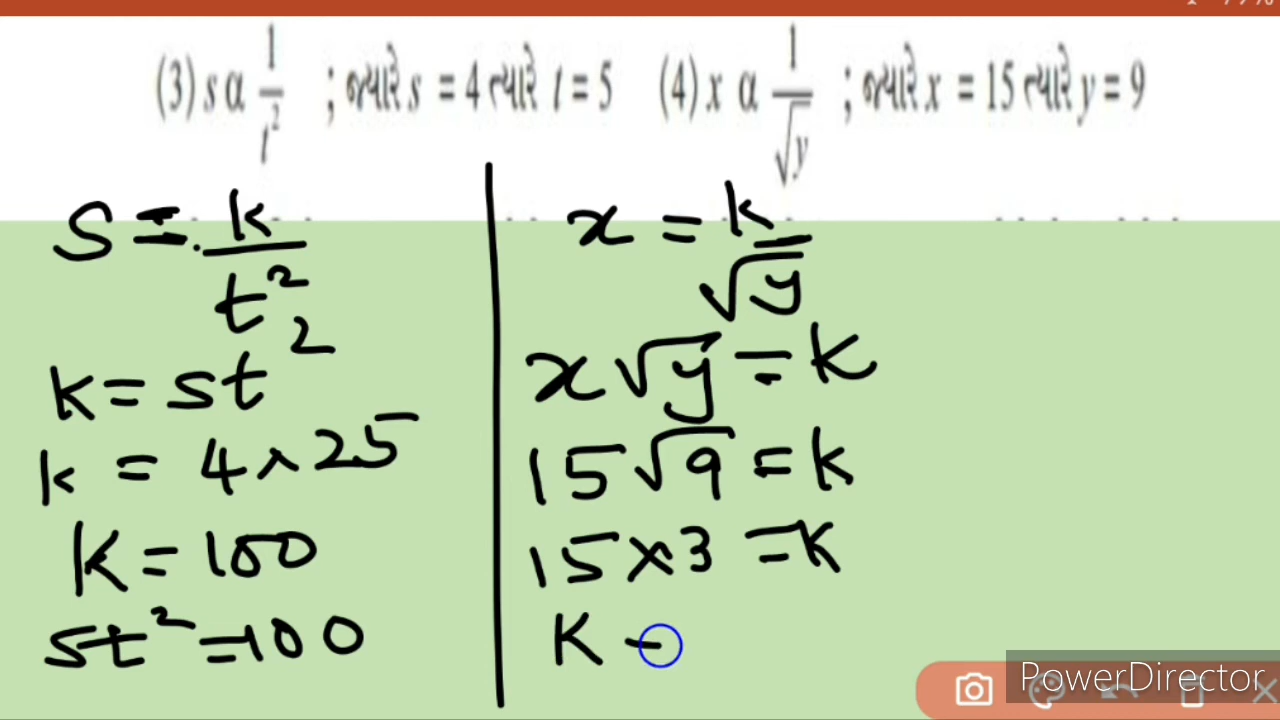 (3) s α 1/t² ; જ્યારે s = 4 ત્યારે t = 5 (4) x α 1/√y ; જ્યારે x = 15 ત્યારે y = 9
S = k/t²
k = st²
k = 4 × 25
K = 100
st² = 100
x = k/√y
x√y = k
15√9 = k
15 × 3 = K
K -
PowerDirector